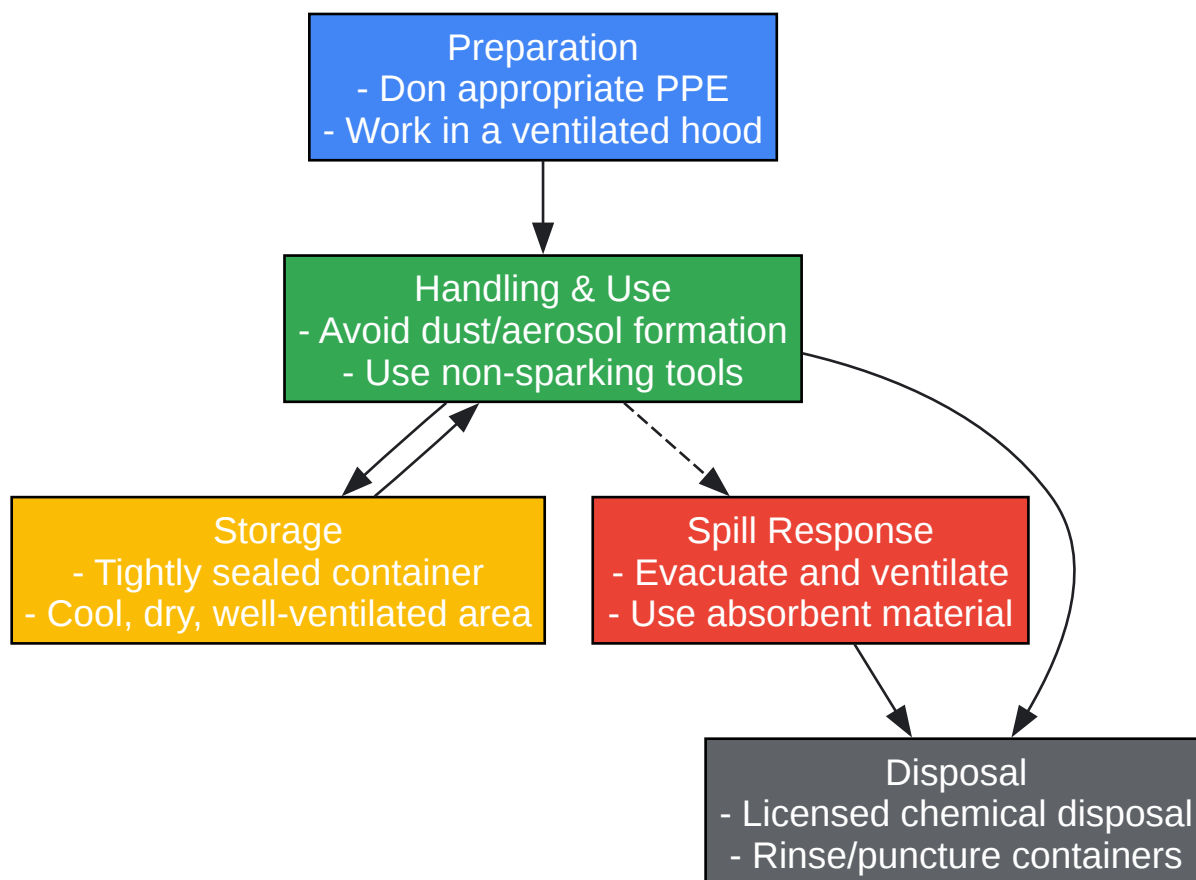 Preparation
- Don appropriate PPE
- Work in a ventilated hood
Handling & Use
- Avoid dust/aerosol formation
- Use non-sparking tools
Storage
- Tightly sealed container
- Cool, dry, well-ventilated area
Spill Response
- Evacuate and ventilate
- Use absorbent material
Disposal
- Licensed chemical disposal
- Rinse/puncture containers